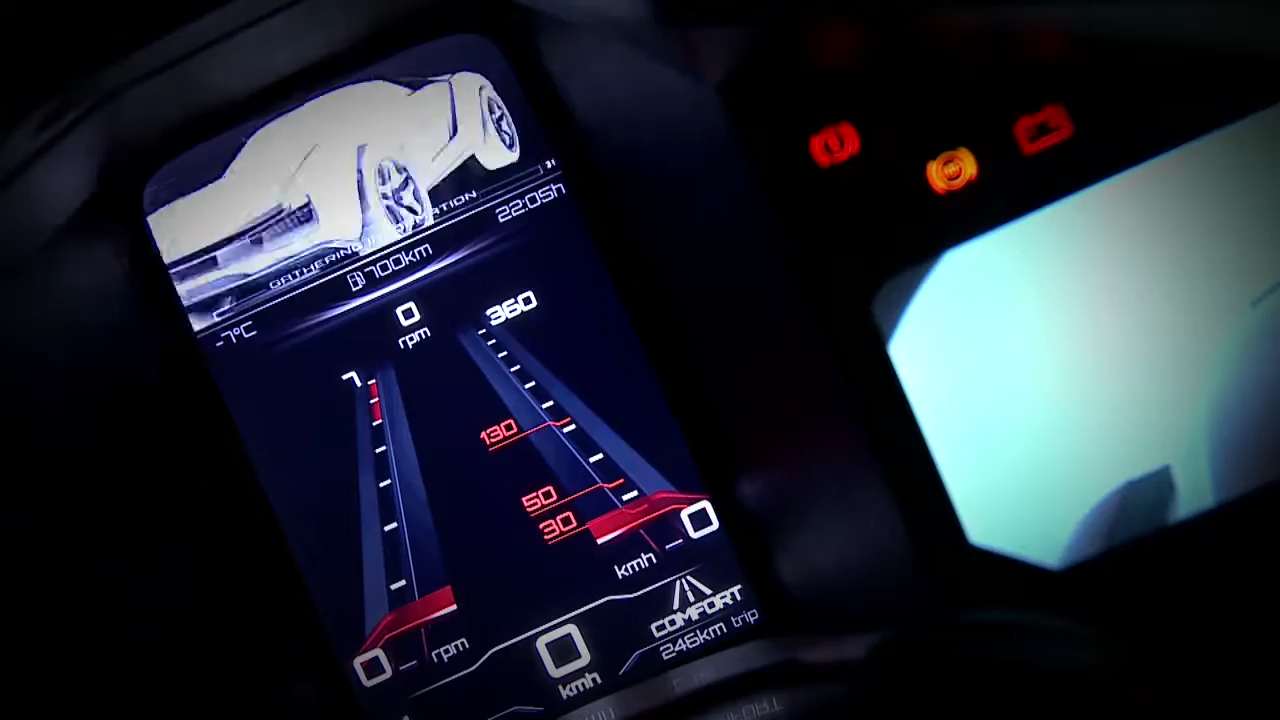 GATHERING
22:05h
700km
-7°C
0
rpm
360
7
130
50
30
0
kmh
0
rpm
COMFORT
246km trip
0
kmh